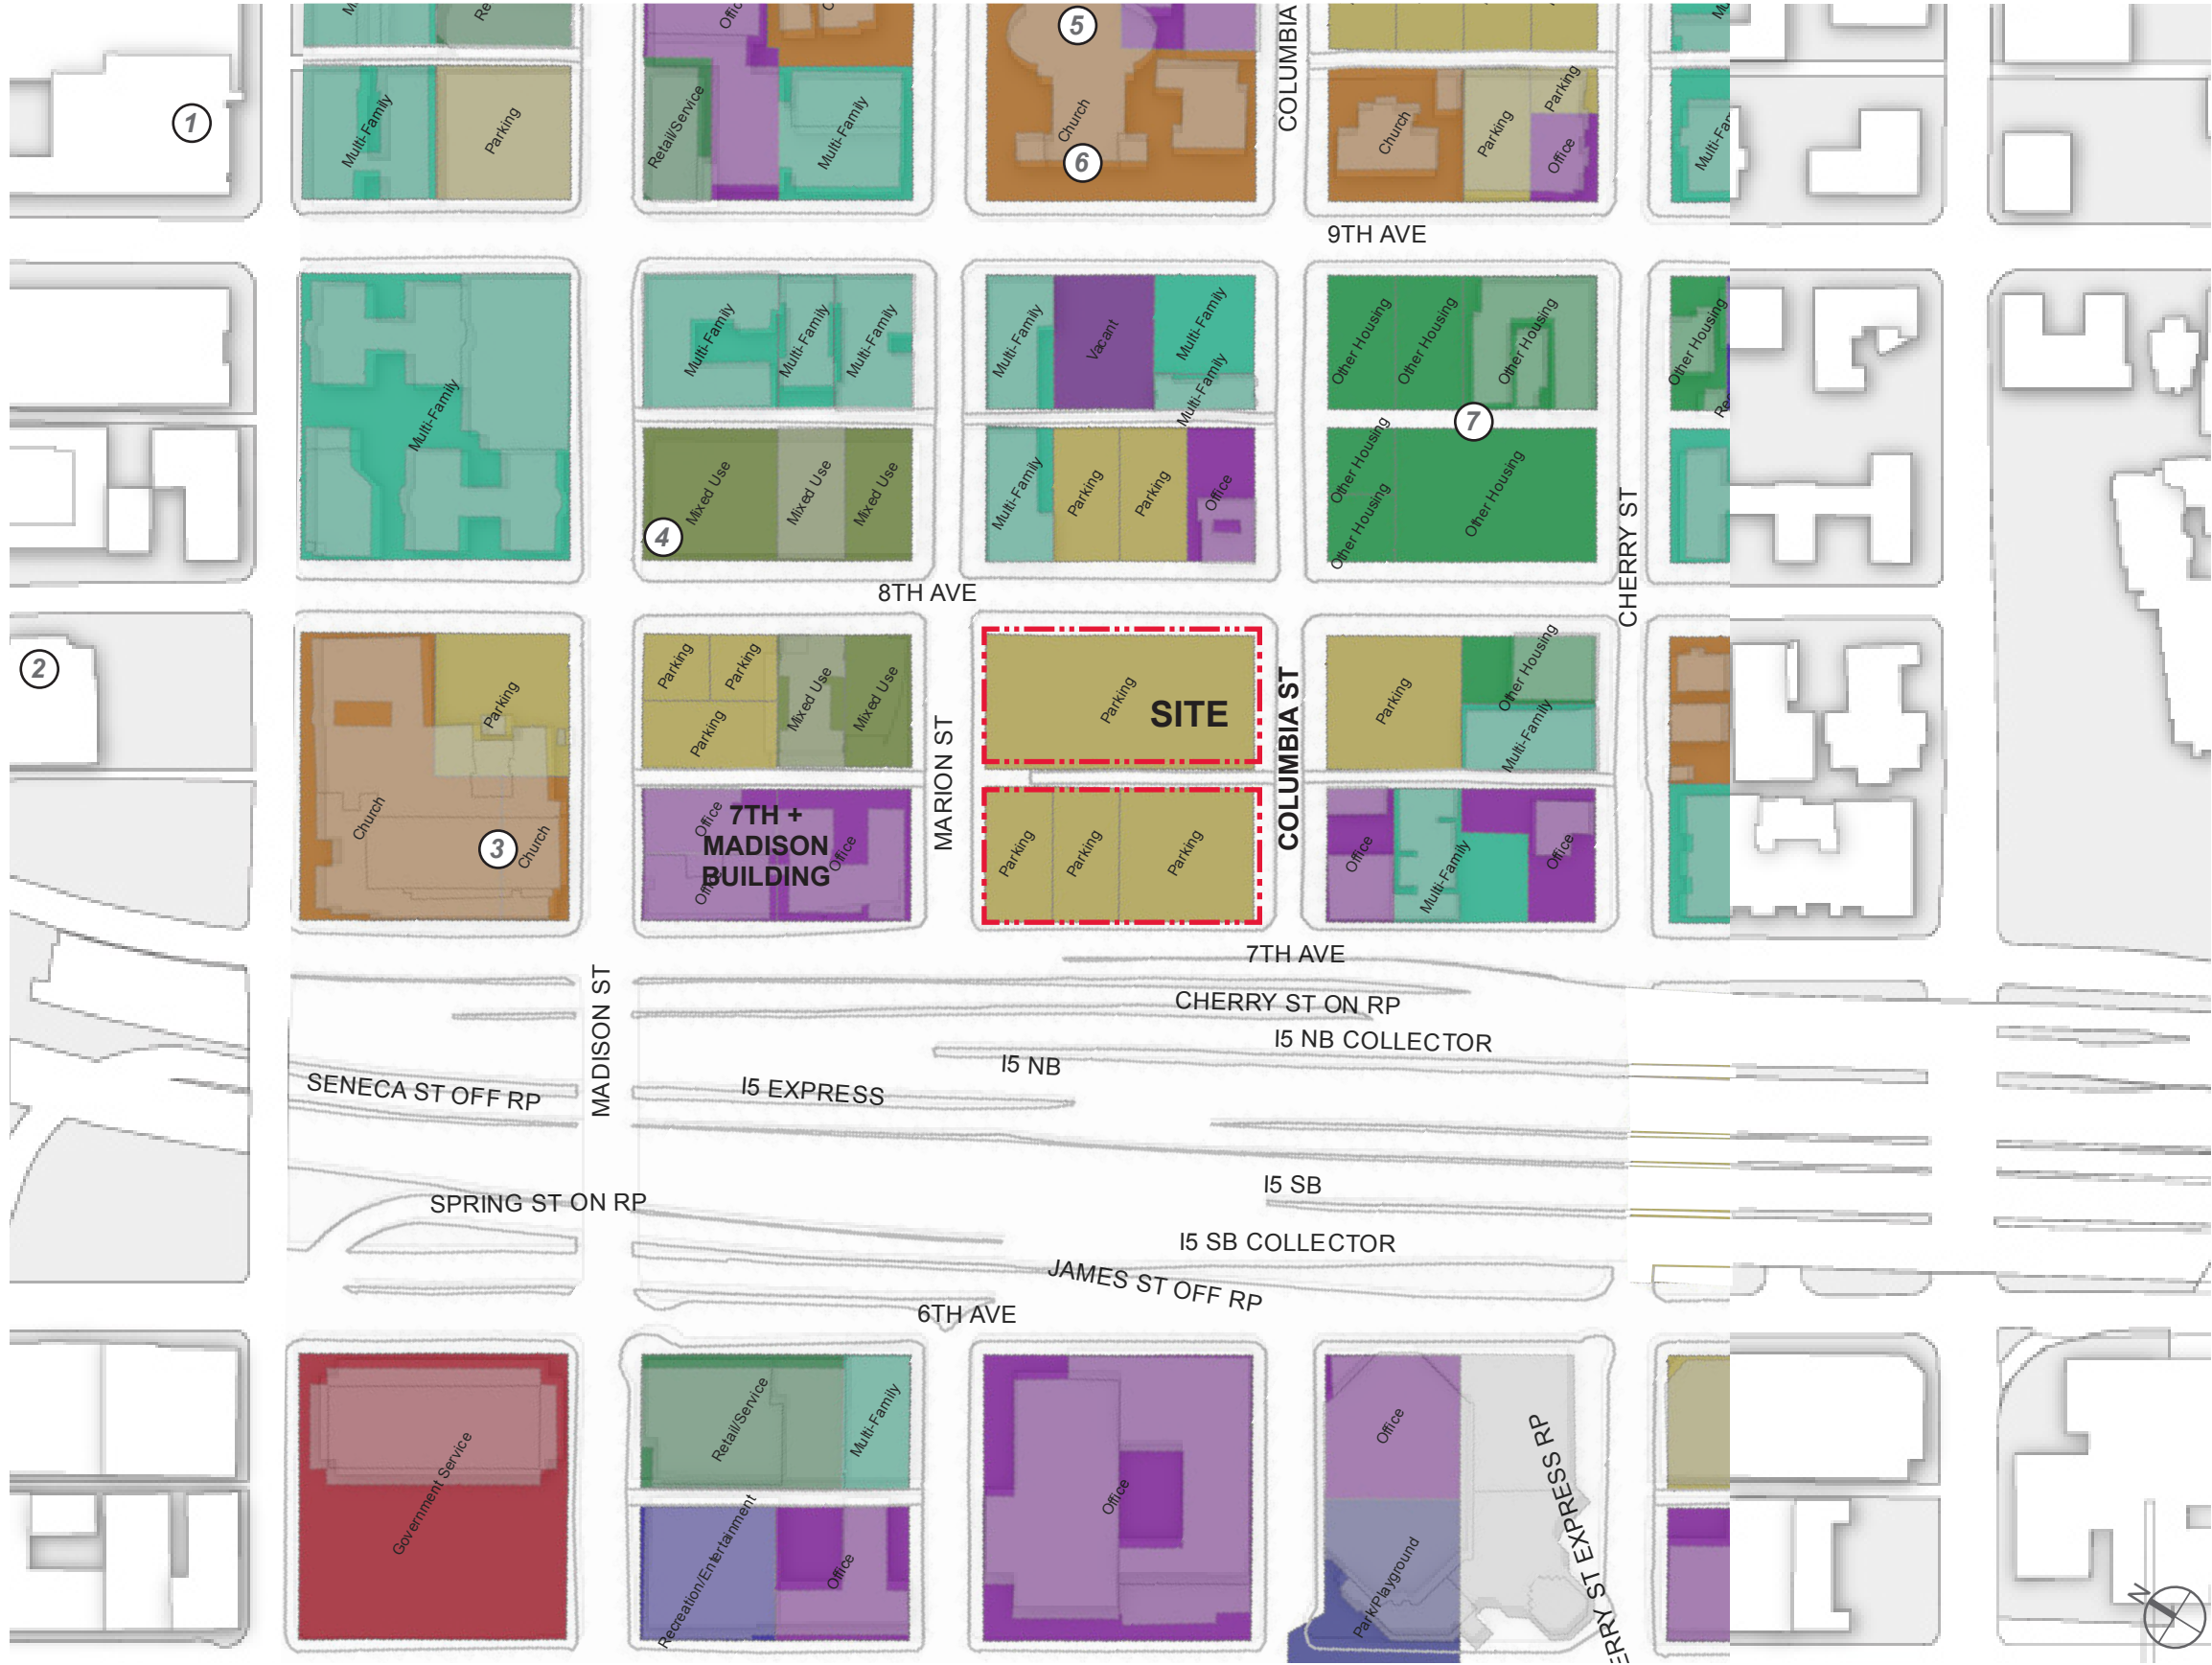 Offic
COLUMBIA
5
1
Multi-Family
Parking
Retail/Service
Multi-Family
Church
6
Church
Parking
Parking
Office
Multi-Fam
9TH AVE
Multi-Family
Multi-Family
Multi-Family
Multi-Family
Multi-Family
Vacant
Multi-Family
Multi-Family
Other Housing
Other Housing
Other Housing
Other Housing
7
Mixed Use
Mixed Use
Mixed Use
4
Multi-Family
Parking
Parking
Office
Other Housing
Other Housing
Other Housing
CHERRY ST
8TH AVE
2
Parking
Church
3
Church
Parking
Parking
Parking
Mixed Use
Mixed Use
Office
Office
Office
7TH +
MADISON
BUILDING
MARION ST
Parking
SITE
Parking
Parking
Parking
COLUMBIA ST
Parking
Other Housing
Multi-Family
Office
Multi-Family
Office
7TH AVE
CHERRY ST ON RP
I5 NB COLLECTOR
I5 NB
I5 EXPRESS
MADISON ST
SENECA ST OFF RP
SPRING ST ON RP
I5 SB
I5 SB COLLECTOR
JAMES ST OFF RP
6TH AVE
Government Service
Retail/Service
Multi-Family
Recreation/Entertainment
Office
Office
Office
Park/Playground
ERRY ST EXPRESS RP
N